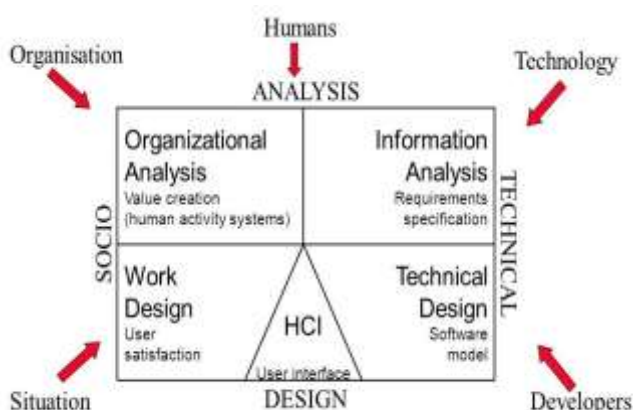 Humans
Organisation
Technology
ANALYSIS
Organizational
Analysis
Value creation
(human activity systems)
Information
Analysis
Requirements
specification
SOCIO
TECHNICAL
Work
Design
User
satisfaction
HCI
User interface
Technical
Design
Software
model
Situation
DESIGN
Developers